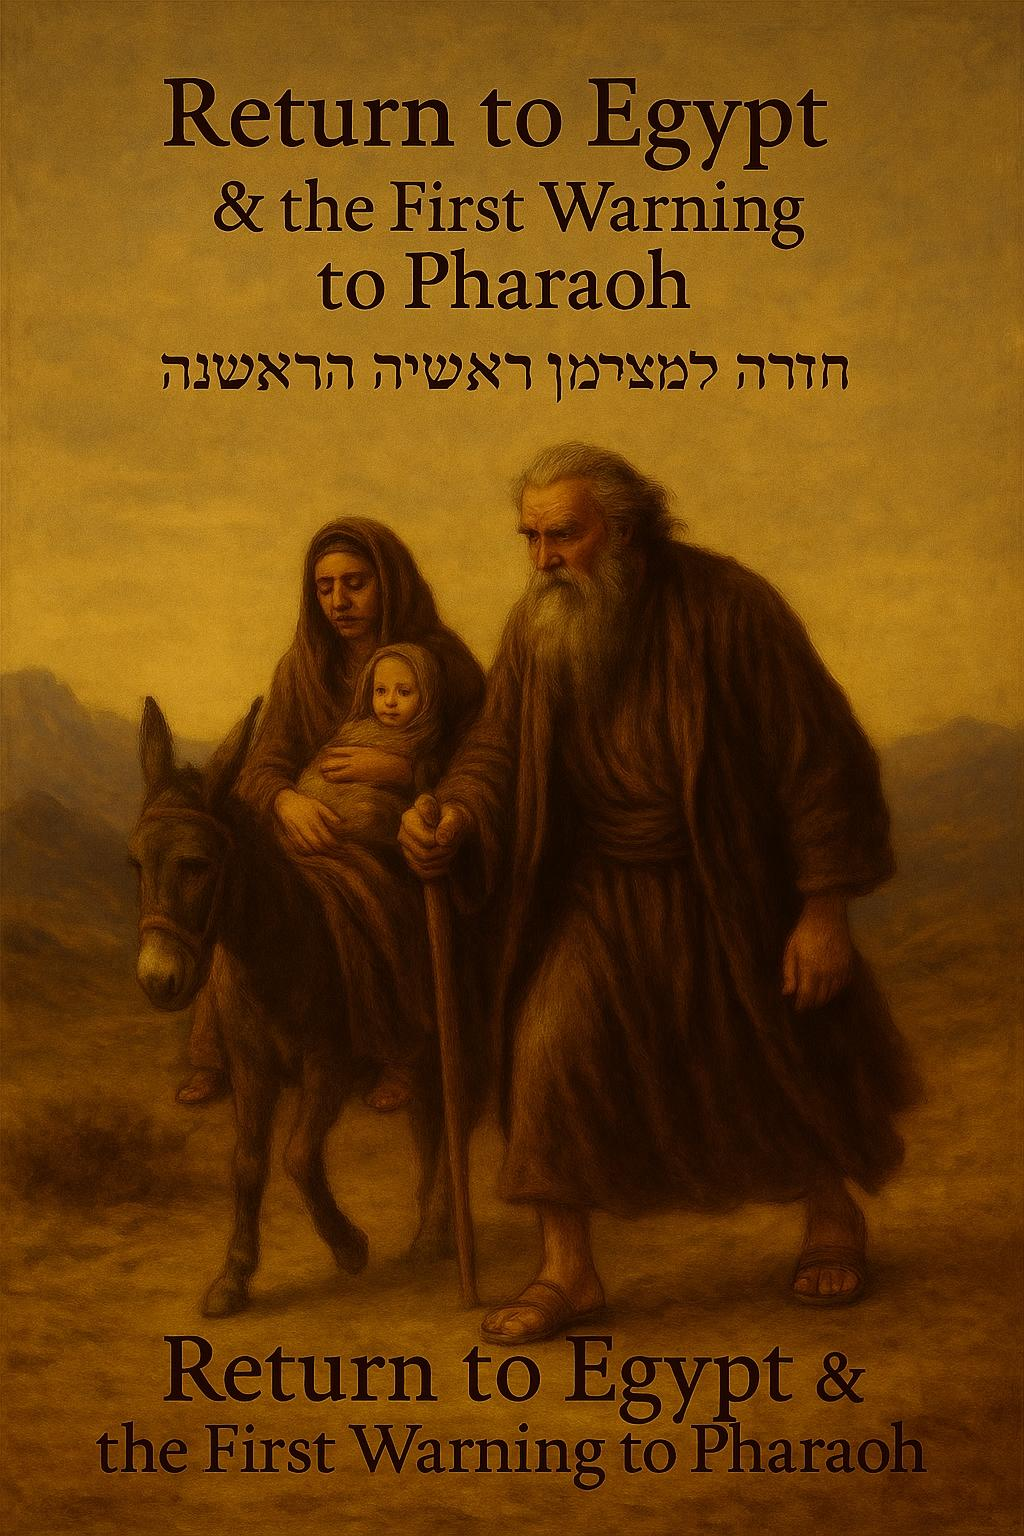 Return to Egypt
& the First Warning
to Pharaoh
חזרה למצרימן ראשיה הראשנה
Return to Egypt &
the First Warning to Pharaoh